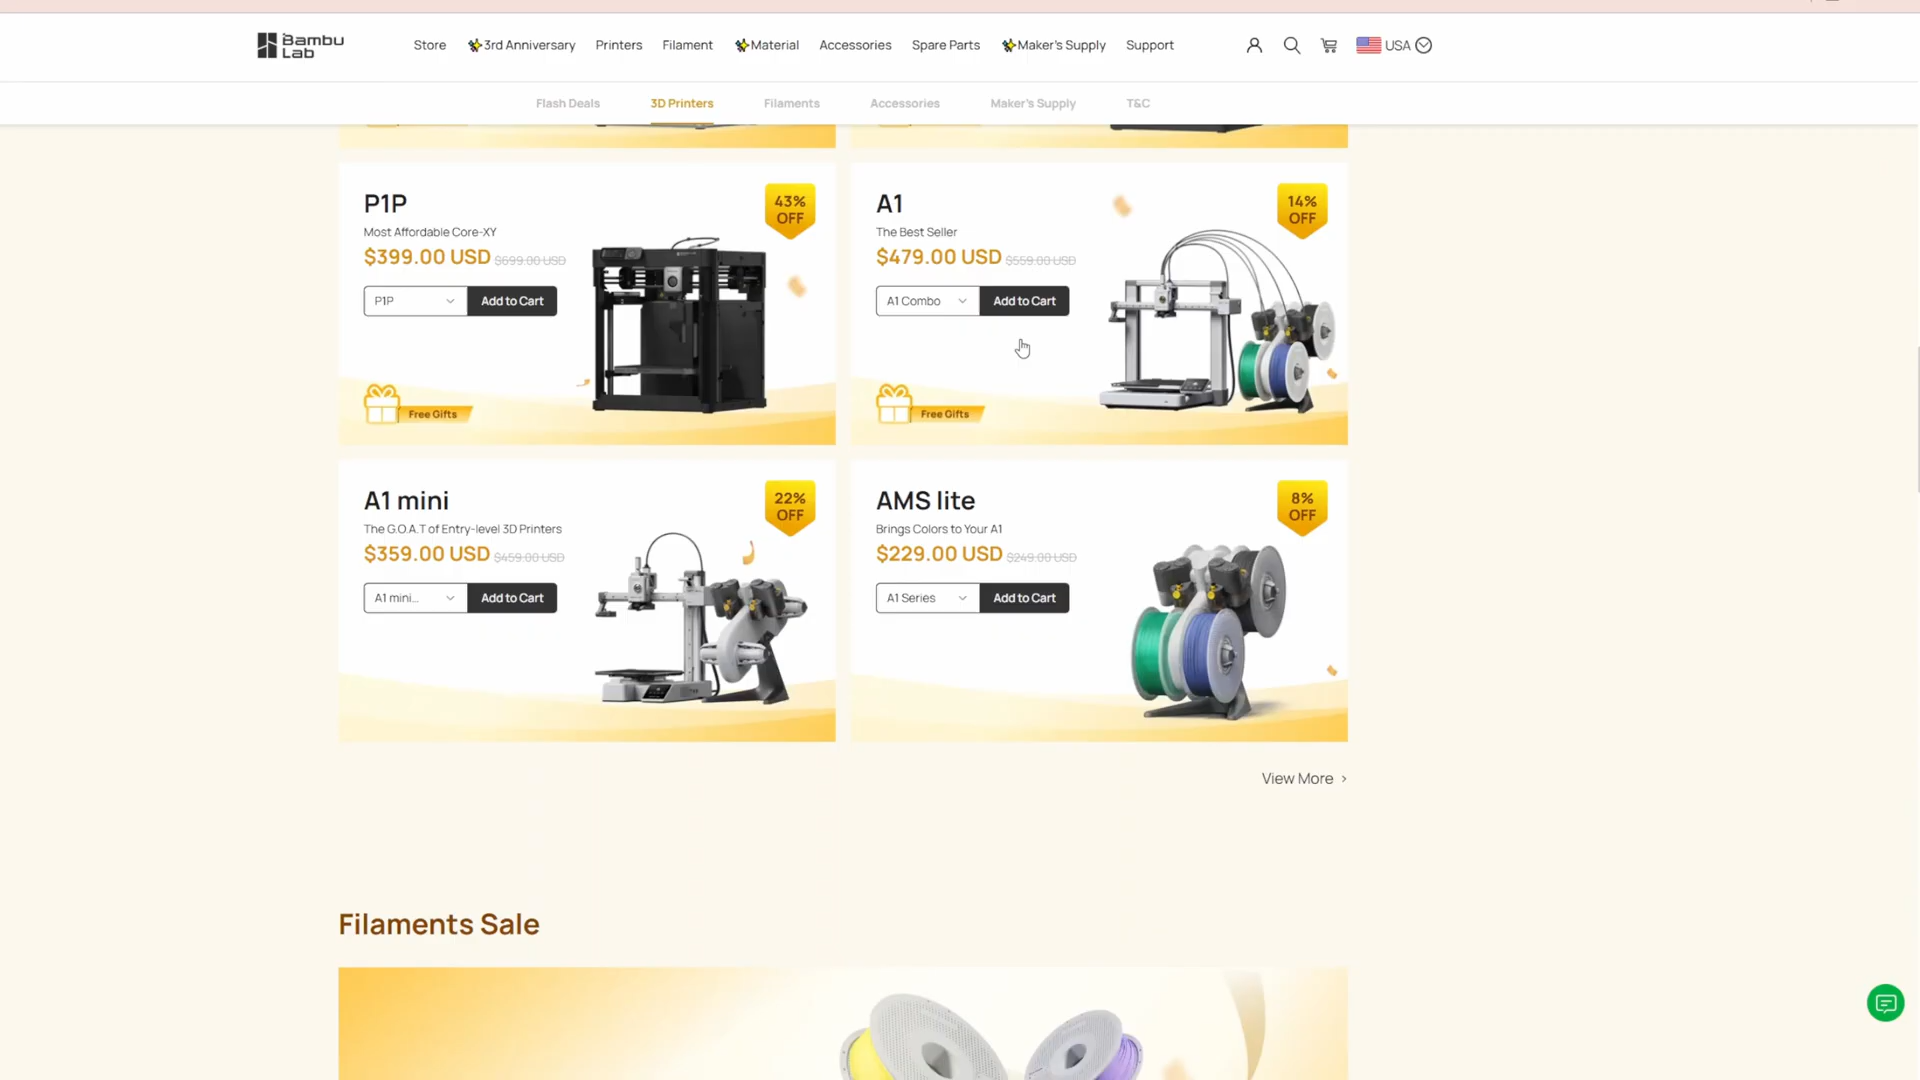 Bambu
Lab
Store
3rd Anniversary
Printers
Filament
Material
Accessories
Spare Parts
Maker's Supply
Support
USA
Flash Deals
3D Printers
Filaments
Accessories
Maker's Supply
T&C
P1P
43%
OFF
Most Affordable Core-XY
$399.00 USD $699.00 USD
P1P
Add to Cart
Free Gifts
A1
14%
OFF
The Best Seller
$479.00 USD $559.00 USD
A1 Combo
Add to Cart
Free Gifts
A1 mini
22%
OFF
The G.O.A.T of Entry-level 3D Printers
$359.00 USD $459.00 USD
A1 mini...
Add to Cart
AMS lite
8%
OFF
Brings Colors to Your A1
$229.00 USD $249.00 USD
A1 Series
Add to Cart
View More >
Filaments Sale